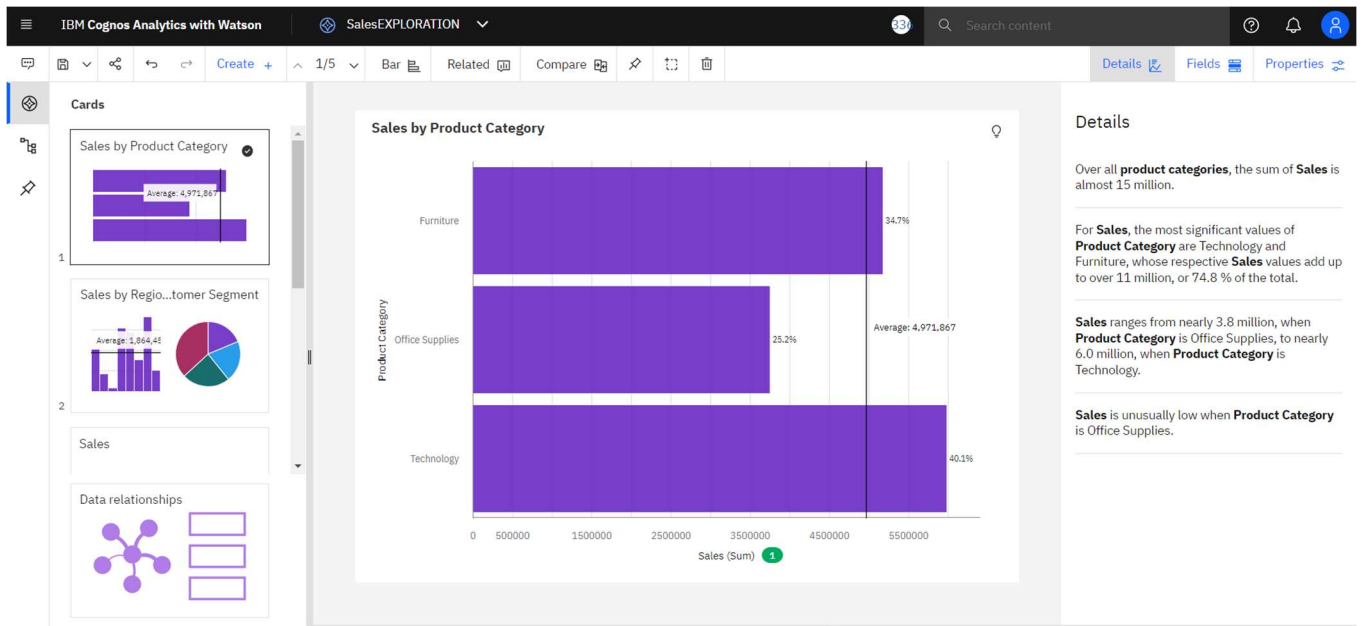 IBM Cognos Analytics with Watson
SalesEXPLORATION
336
Search content
Create +
1/5
Bar
Related
Compare
Details
Fields
Properties
Cards
Sales by Product Category
Average: 4,971,867
1
Sales by Regio...tomer Segment
Average: 1,864,45
2
Sales
Data relationships
Sales by Product Category
Product Category
Furniture
34.7%
Office Supplies
25.2%
Average: 4,971,867
Technology
40.1%
0 500000 1500000 2500000 3500000 4500000 5500000
Sales (Sum) 1
Details
Over all product categories, the sum of Sales is
almost 15 million.
For Sales, the most significant values of
Product Category are Technology and
Furniture, whose respective Sales values add up
to over 11 million, or 74.8 % of the total.
Sales ranges from nearly 3.8 million, when
Product Category is Office Supplies, to nearly
6.0 million, when Product Category is
Technology.
Sales is unusually low when Product Category
is Office Supplies.